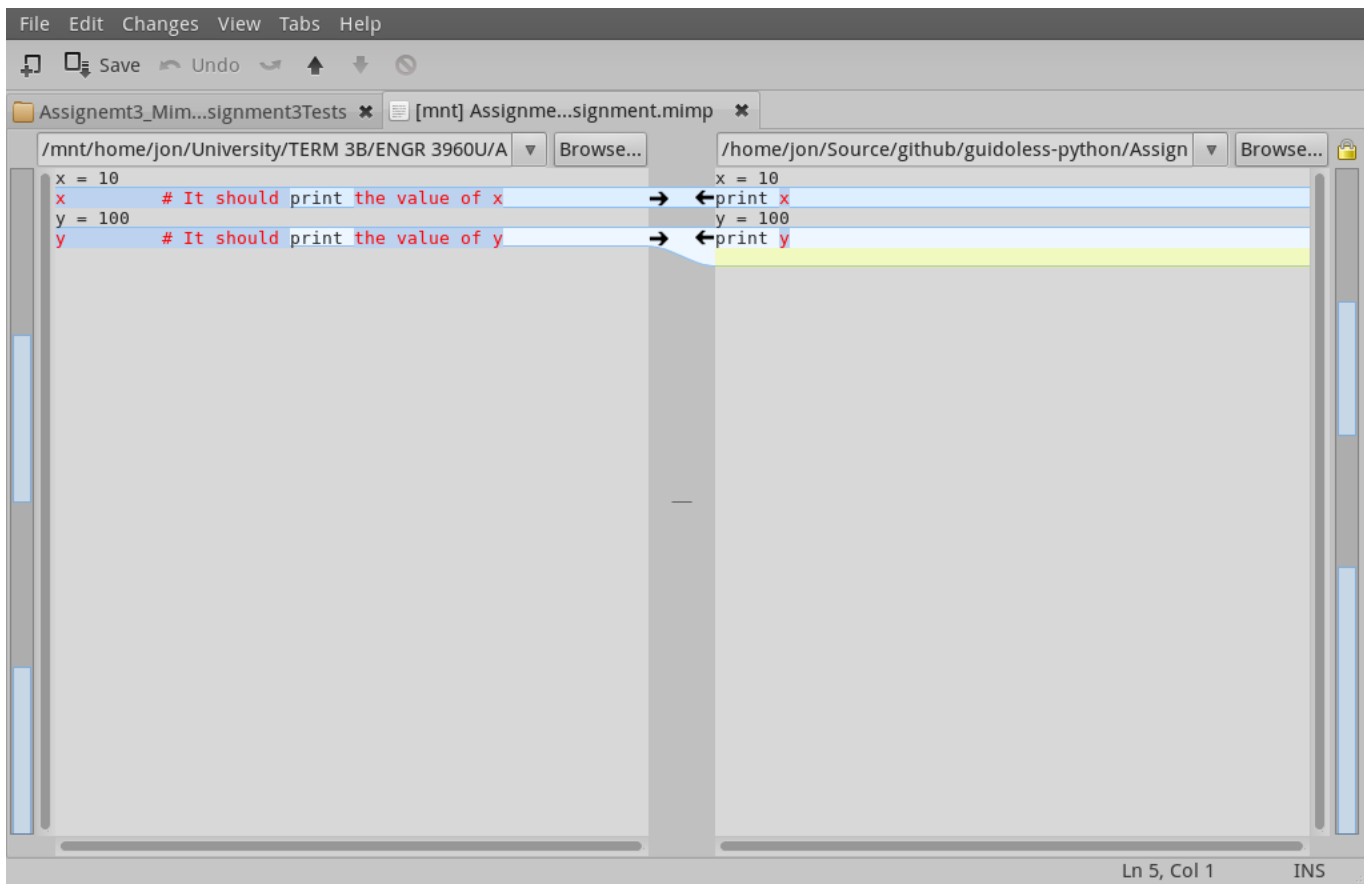 File Edit Changes View Tabs Help
Save Undo
Assignemt3_Mim...signment3Tests [mnt] Assignme...signment.mimp
/mnt/home/jon/University/TERM 3B/ENGR 3960U/A Browse... /home/jon/Source/github/guidoless-python/Assign Browse...
x = 10
x # It should print the value of x
y = 100
y # It should print the value of y
x = 10
print x
y = 100
print y
Ln 5, Col 1 INS